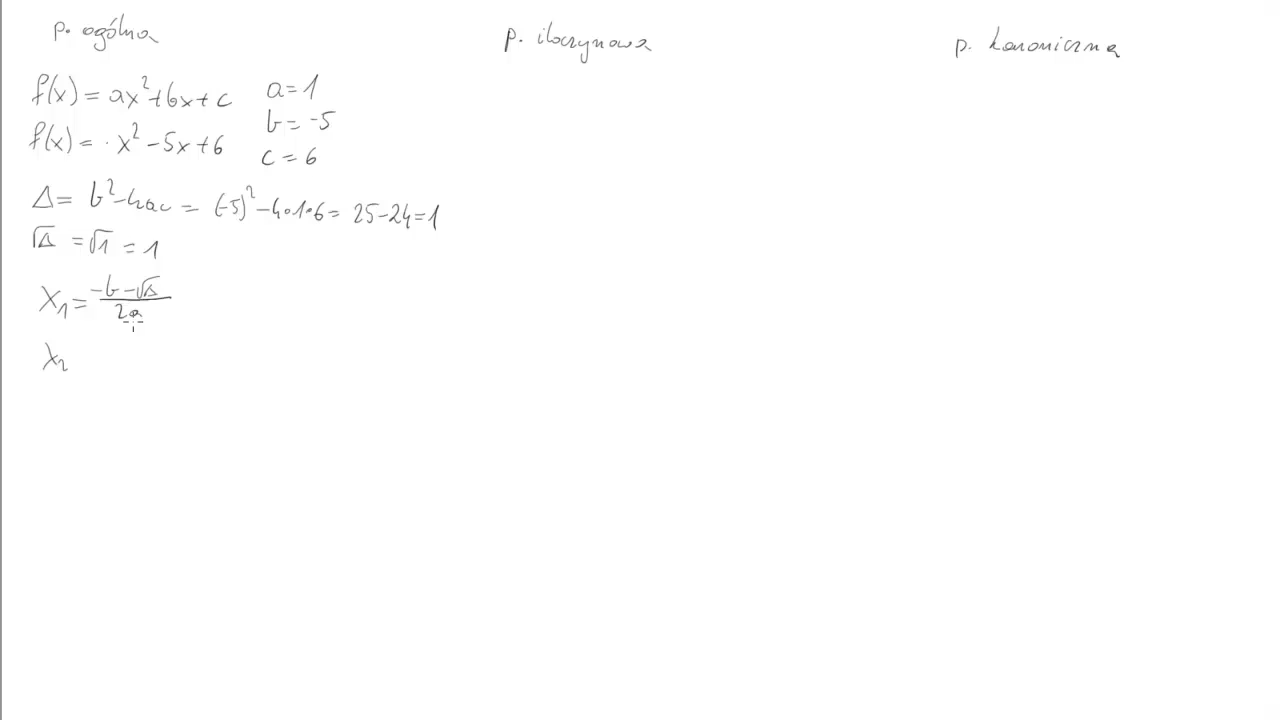 p. ogólna
p. iloczynowa
p. kanoniczna
f(x) = ax²+bx+c
a=1
b=-5
f(x) = x²-5x+6
c=6
Δ= b²-4ac = (-5)²-4·1·6= 25-24=1
√Δ =√1 = 1
x₁= (-b-√Δ)/(2a)
x₂